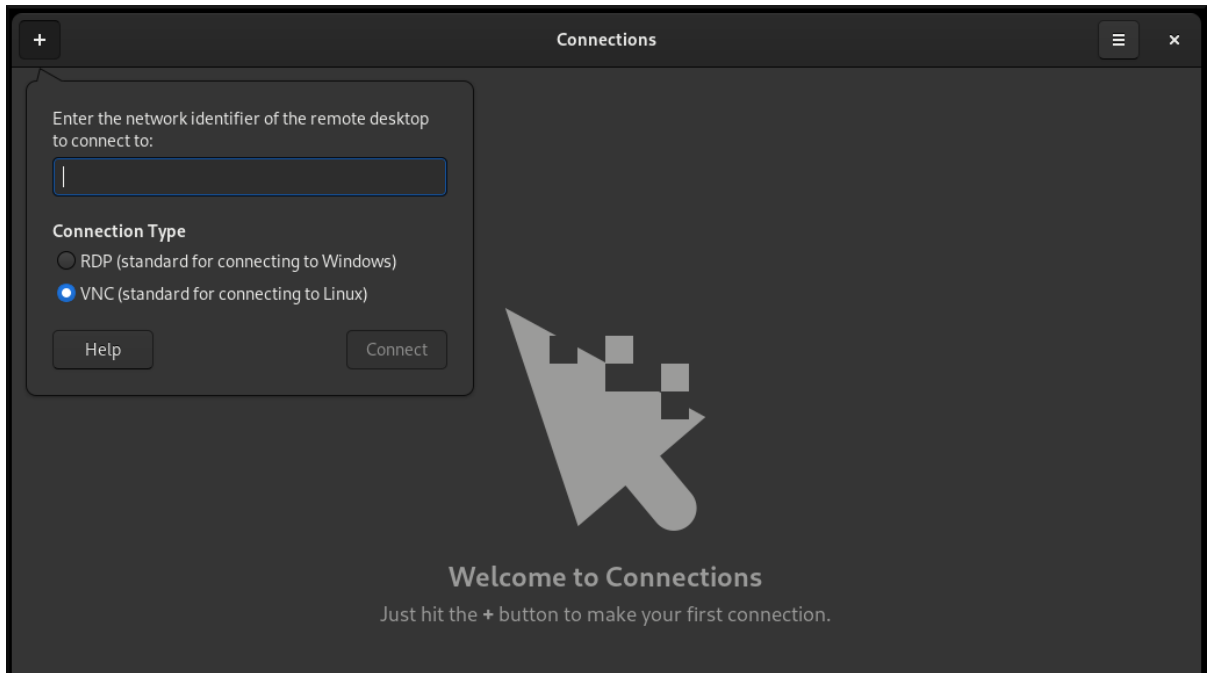 +
Connections
Enter the network identifier of the remote desktop
to connect to:
Connection Type
RDP (standard for connecting to Windows)
VNC (standard for connecting to Linux)
Help
Connect
Welcome to Connections
Just hit the + button to make your first connection.